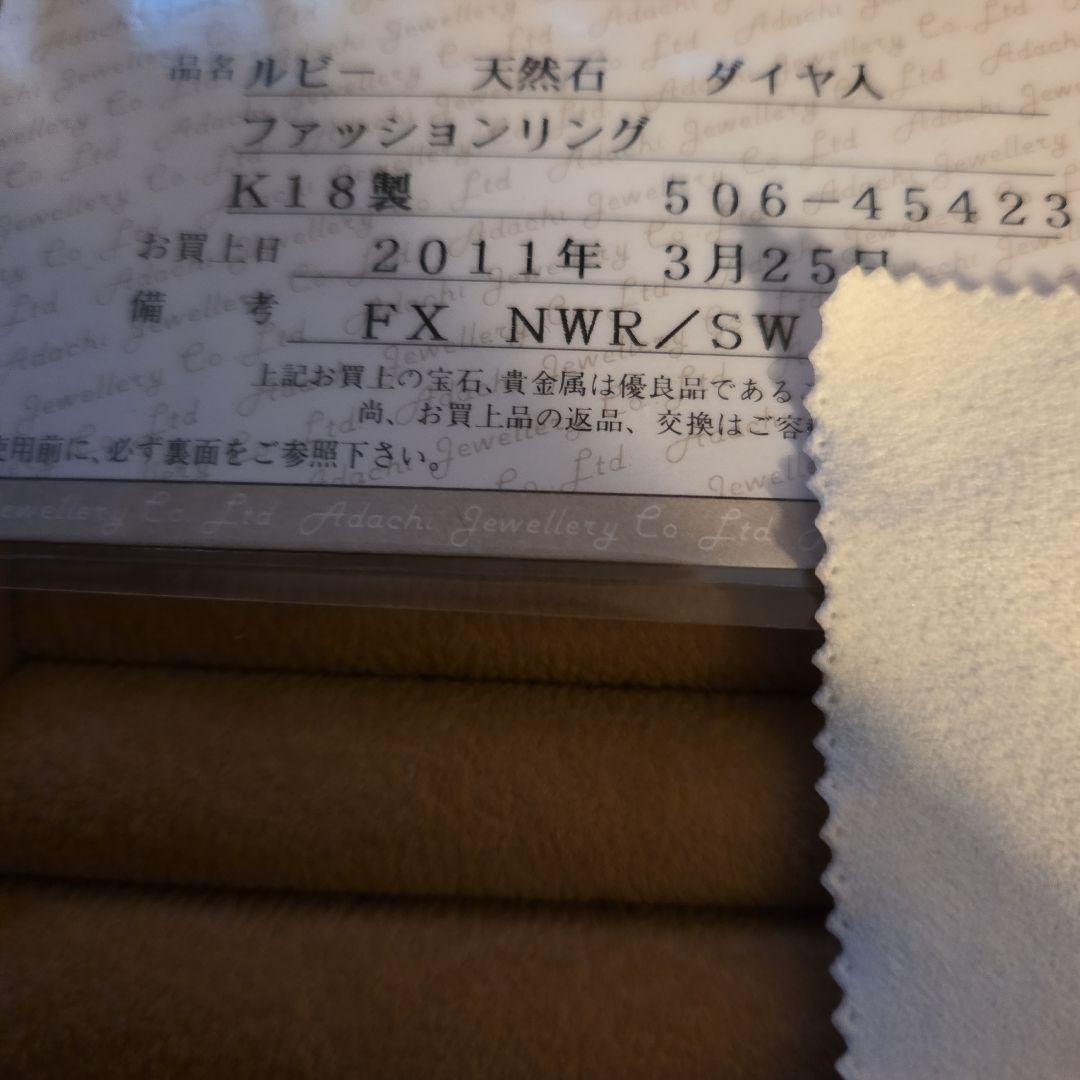 品名 ルビー 天然石 ダイヤ入
ファッションリング
K18製 506-45423
お買上日 2011年 3月25日
備考 FX NWR/SW
上記お買上の宝石、貴金属は優良品である
尚、お買上品の返品、交換はご容
使用前に、必ず裏面をご参照下さい。
Jewellery Co Ltd Adachi Jewellery Co Ltd